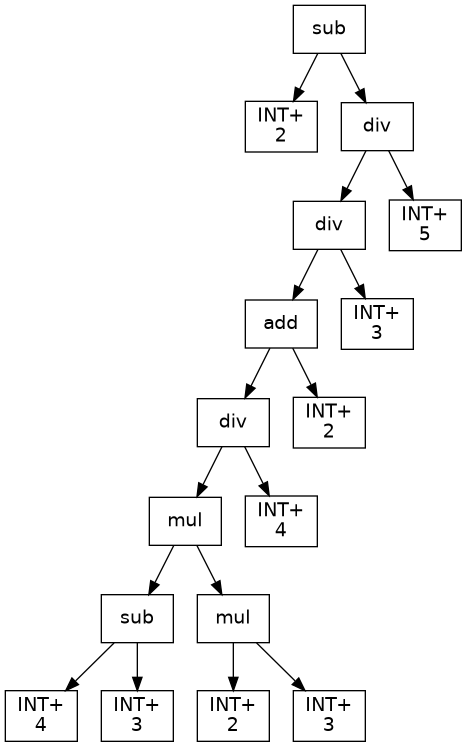 sub
INT+
2
div
div
INT+
5
add
INT+
3
div
INT+
2
mul
INT+
4
sub
mul
INT+
4
INT+
3
INT+
2
INT+
3